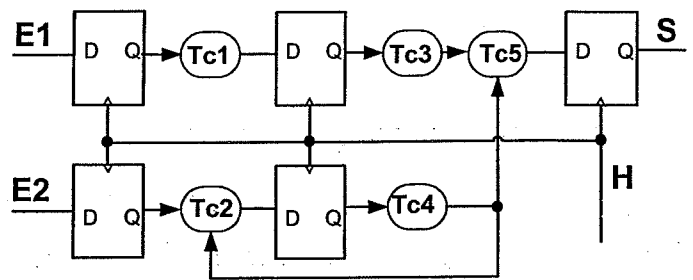 E1 D Q Tc1 D Q Tc3 Tc5 D Q S
E2 D Q Tc2 D Q Tc4 H